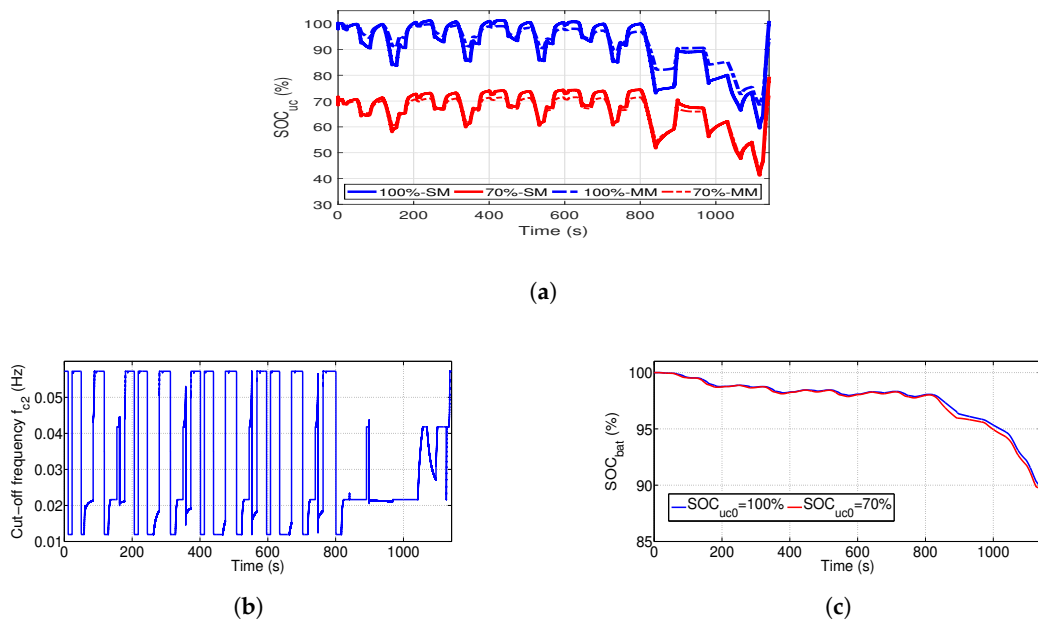 100
90
80
70
60
50
40
30
SOC_uc (%)
100%-SM 70%-SM 100%-MM 70%-MM
0 200 400 600 800 1000
Time (s)
(a)
Cut-off frequency f_c2 (Hz)
0.05
0.04
0.03
0.02
0.01
0 200 400 600 800 1000
Time (s)
(b)
SOC_bat (%)
100
95
90
85
SOC_uc0=100% SOC_uc0=70%
0 200 400 600 800 1000
Time (s)
(c)